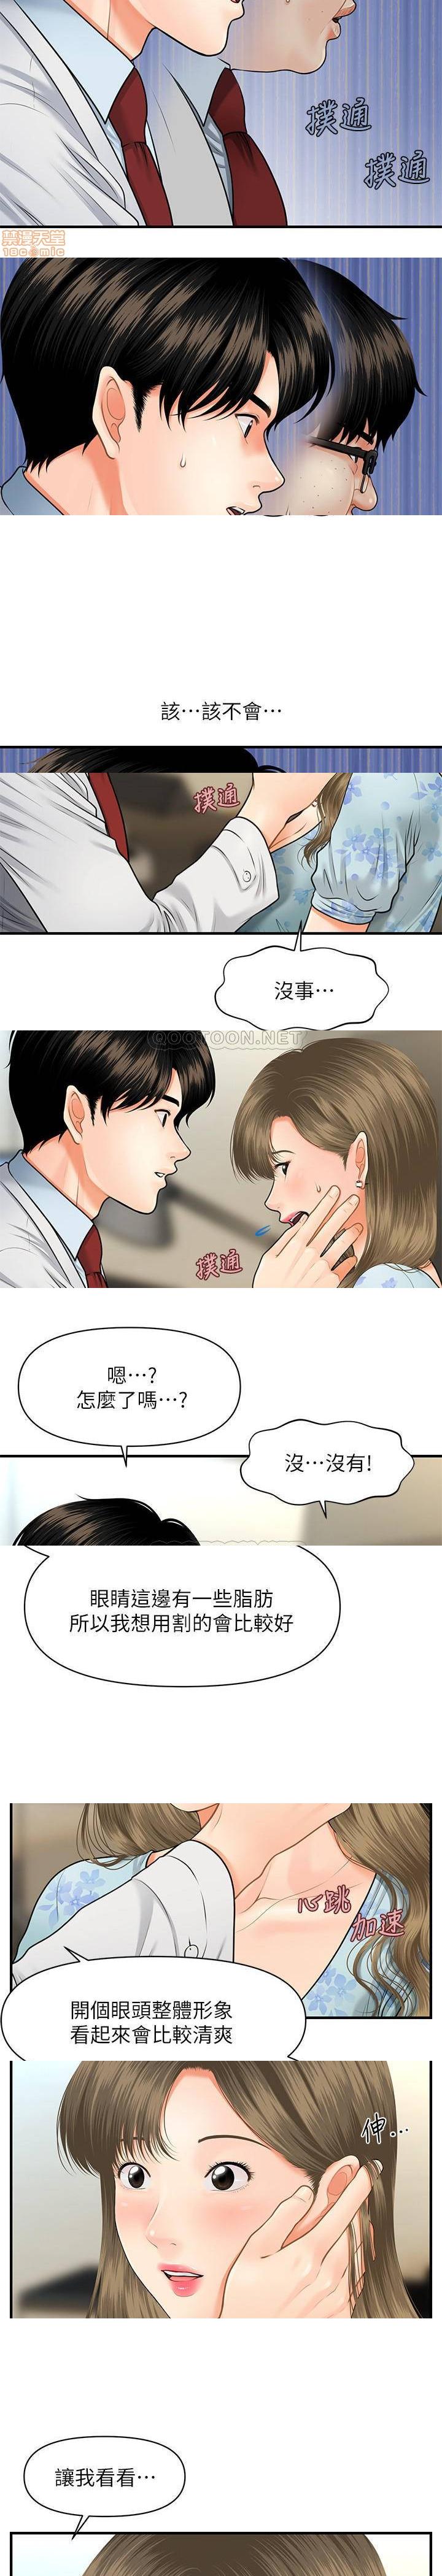 撲通
撲通
禁漫天堂
18comic
該…該不會…
撲通
沒事…
QOOTOON.NET
撲通
嗯…?
怎麼了嗎…?
沒…沒有!
眼睛這邊有一些脂肪
所以我想用割的會比較好
心跳
加速
開個眼頭整體形象
看起來會比較清爽
伸…
讓我看看…